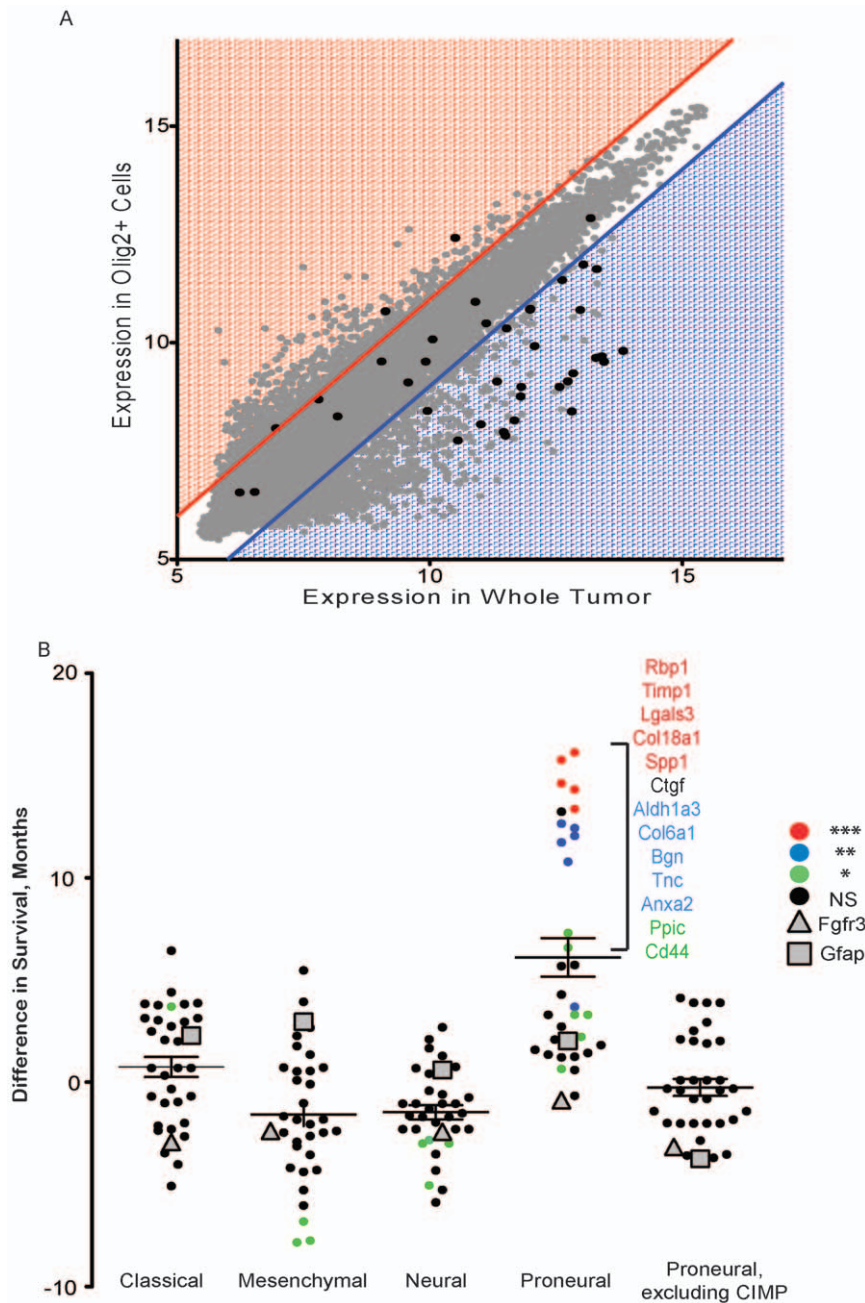 A
Expression in Olig2+ Cells
15
10
5
5
10
15
Expression in Whole Tumor
B
Difference in Survival, Months
20
10
0
-10
Rbp1
Timp1
Lgals3
Col18a1
Spp1
Ctgf
Aldh1a3
Col6a1
Bgn
Tnc
Anxa2
Ppic
Cd44
***
**
*
NS
Fgfr3
Gfap
Classical
Mesenchymal
Neural
Proneural
Proneural,
excluding CIMP